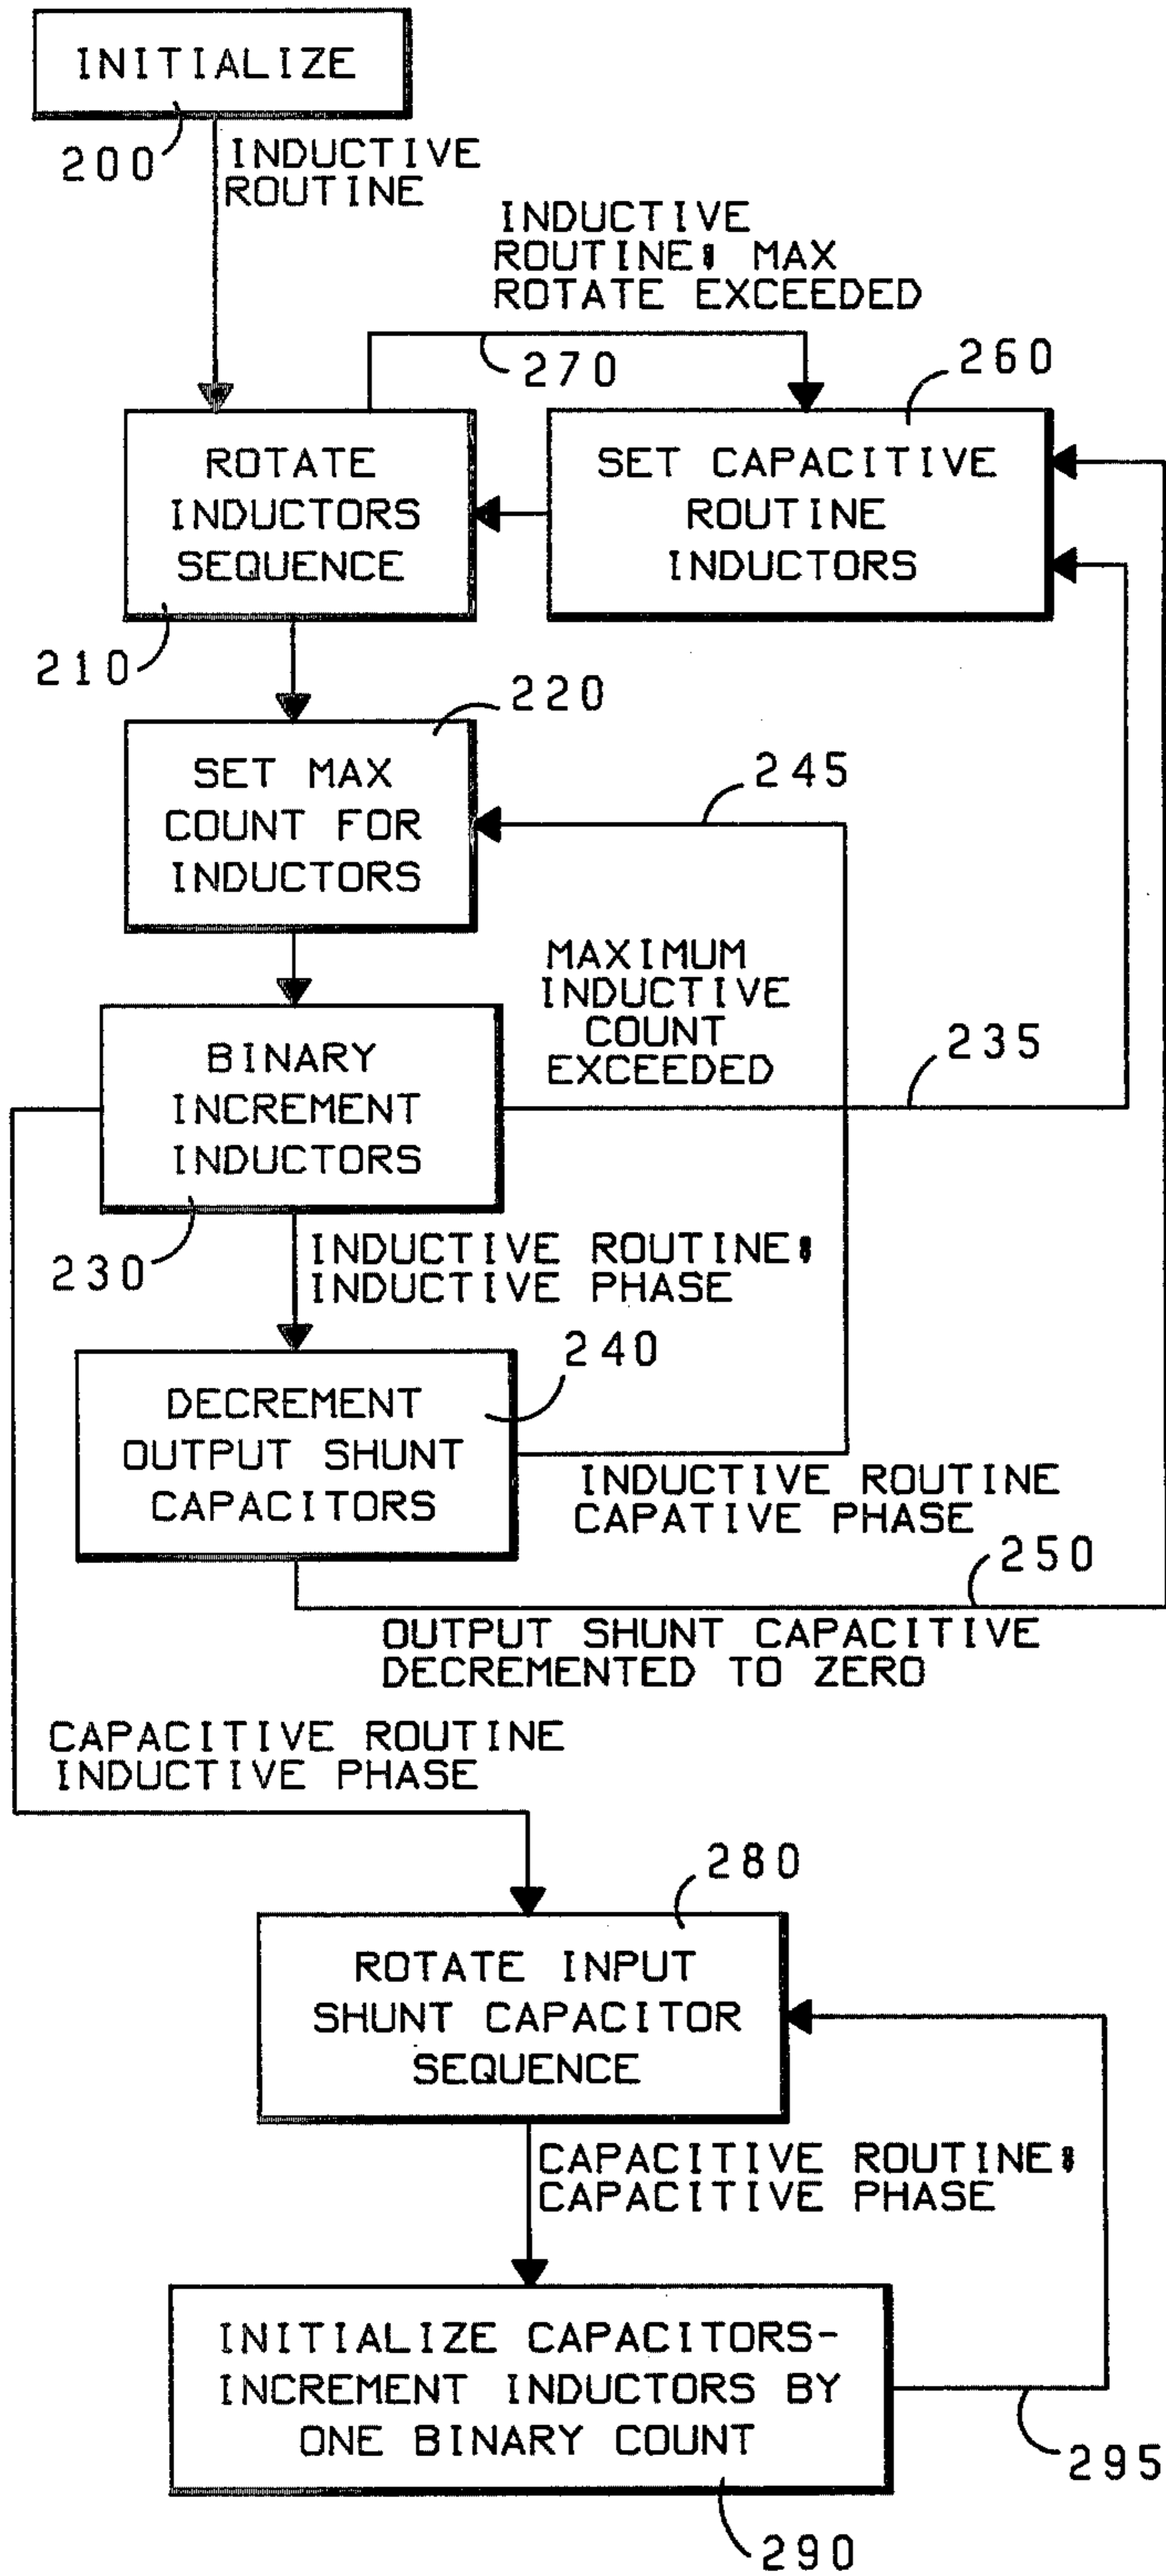 INITIALIZE
200
INDUCTIVE
ROUTINE
INDUCTIVE
ROUTINE; MAX
ROTATE EXCEEDED
270
260
ROTATE
INDUCTORS
SEQUENCE
210
SET CAPACITIVE
ROUTINE
INDUCTORS
220
SET MAX
COUNT FOR
INDUCTORS
245
MAXIMUM
INDUCTIVE
COUNT
EXCEEDED
235
BINARY
INCREMENT
INDUCTORS
230
INDUCTIVE ROUTINE;
INDUCTIVE PHASE
240
DECREMENT
OUTPUT SHUNT
CAPACITORS
INDUCTIVE ROUTINE
CAPATIVE PHASE
250
OUTPUT SHUNT CAPACITIVE
DECREMENTED TO ZERO
CAPACITIVE ROUTINE
INDUCTIVE PHASE
280
ROTATE INPUT
SHUNT CAPACITOR
SEQUENCE
CAPACITIVE ROUTINE;
CAPACITIVE PHASE
INITIALIZE CAPACITORS-
INCREMENT INDUCTORS BY
ONE BINARY COUNT
295
290